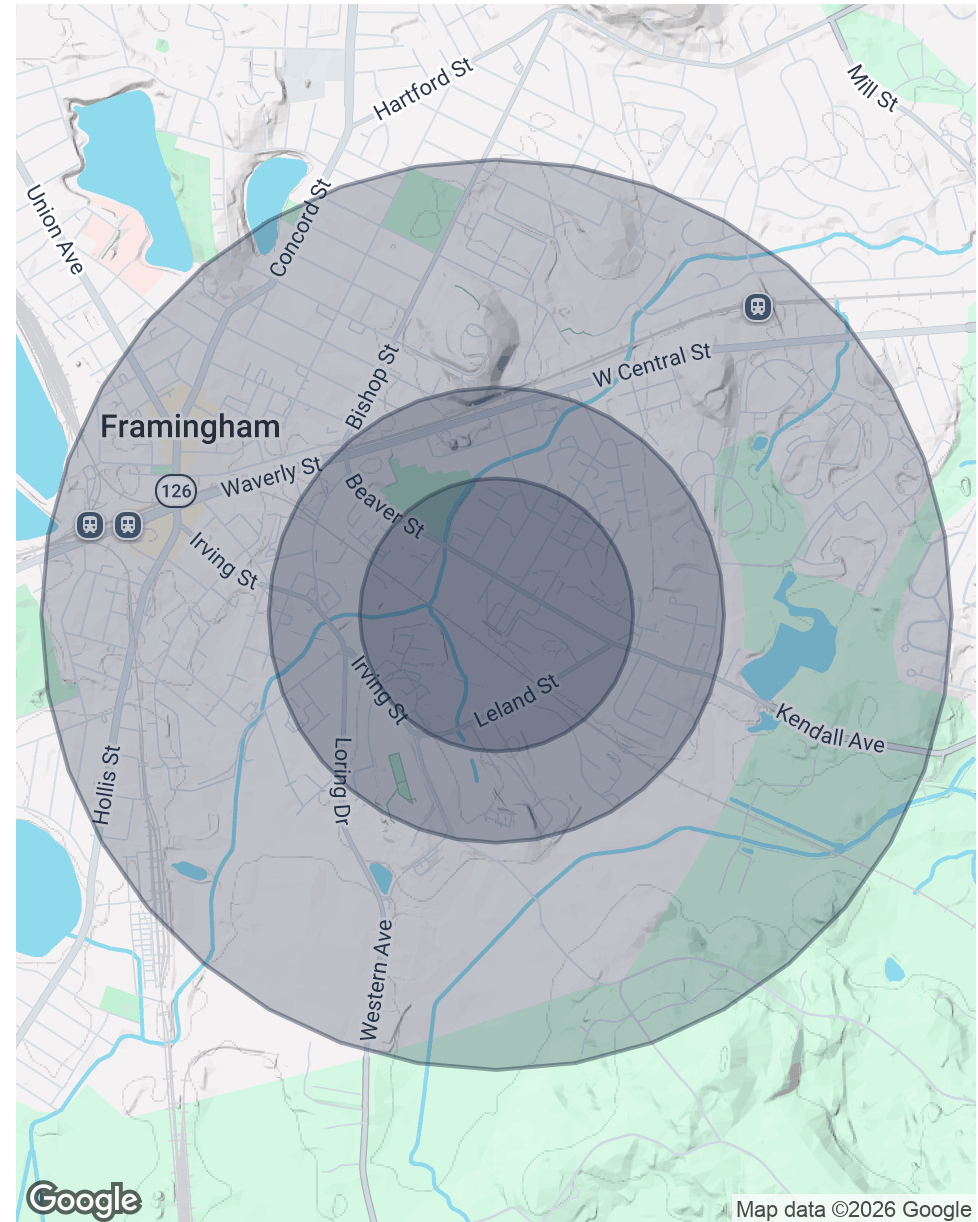 Hartford St
Mill St
Union Ave
Concord St
Bishop St
W Central St
Framingham
Waverly St
126
Beaver St
Irving St
Irving St
Leland St
Kendall Ave
Hollis St
Loring Dr
Western Ave
Google
Map data ©2026 Google